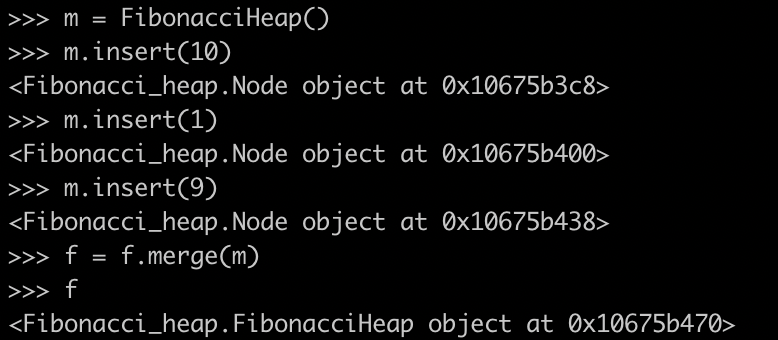 >>> m = FibonacciHeap()
>>> m.insert(10)
<Fibonacci_heap.Node object at 0x10675b3c8>
>>> m.insert(1)
<Fibonacci_heap.Node object at 0x10675b400>
>>> m.insert(9)
<Fibonacci_heap.Node object at 0x10675b438>
>>> f = f.merge(m)
>>> f
<Fibonacci_heap.FibonacciHeap object at 0x10675b470>